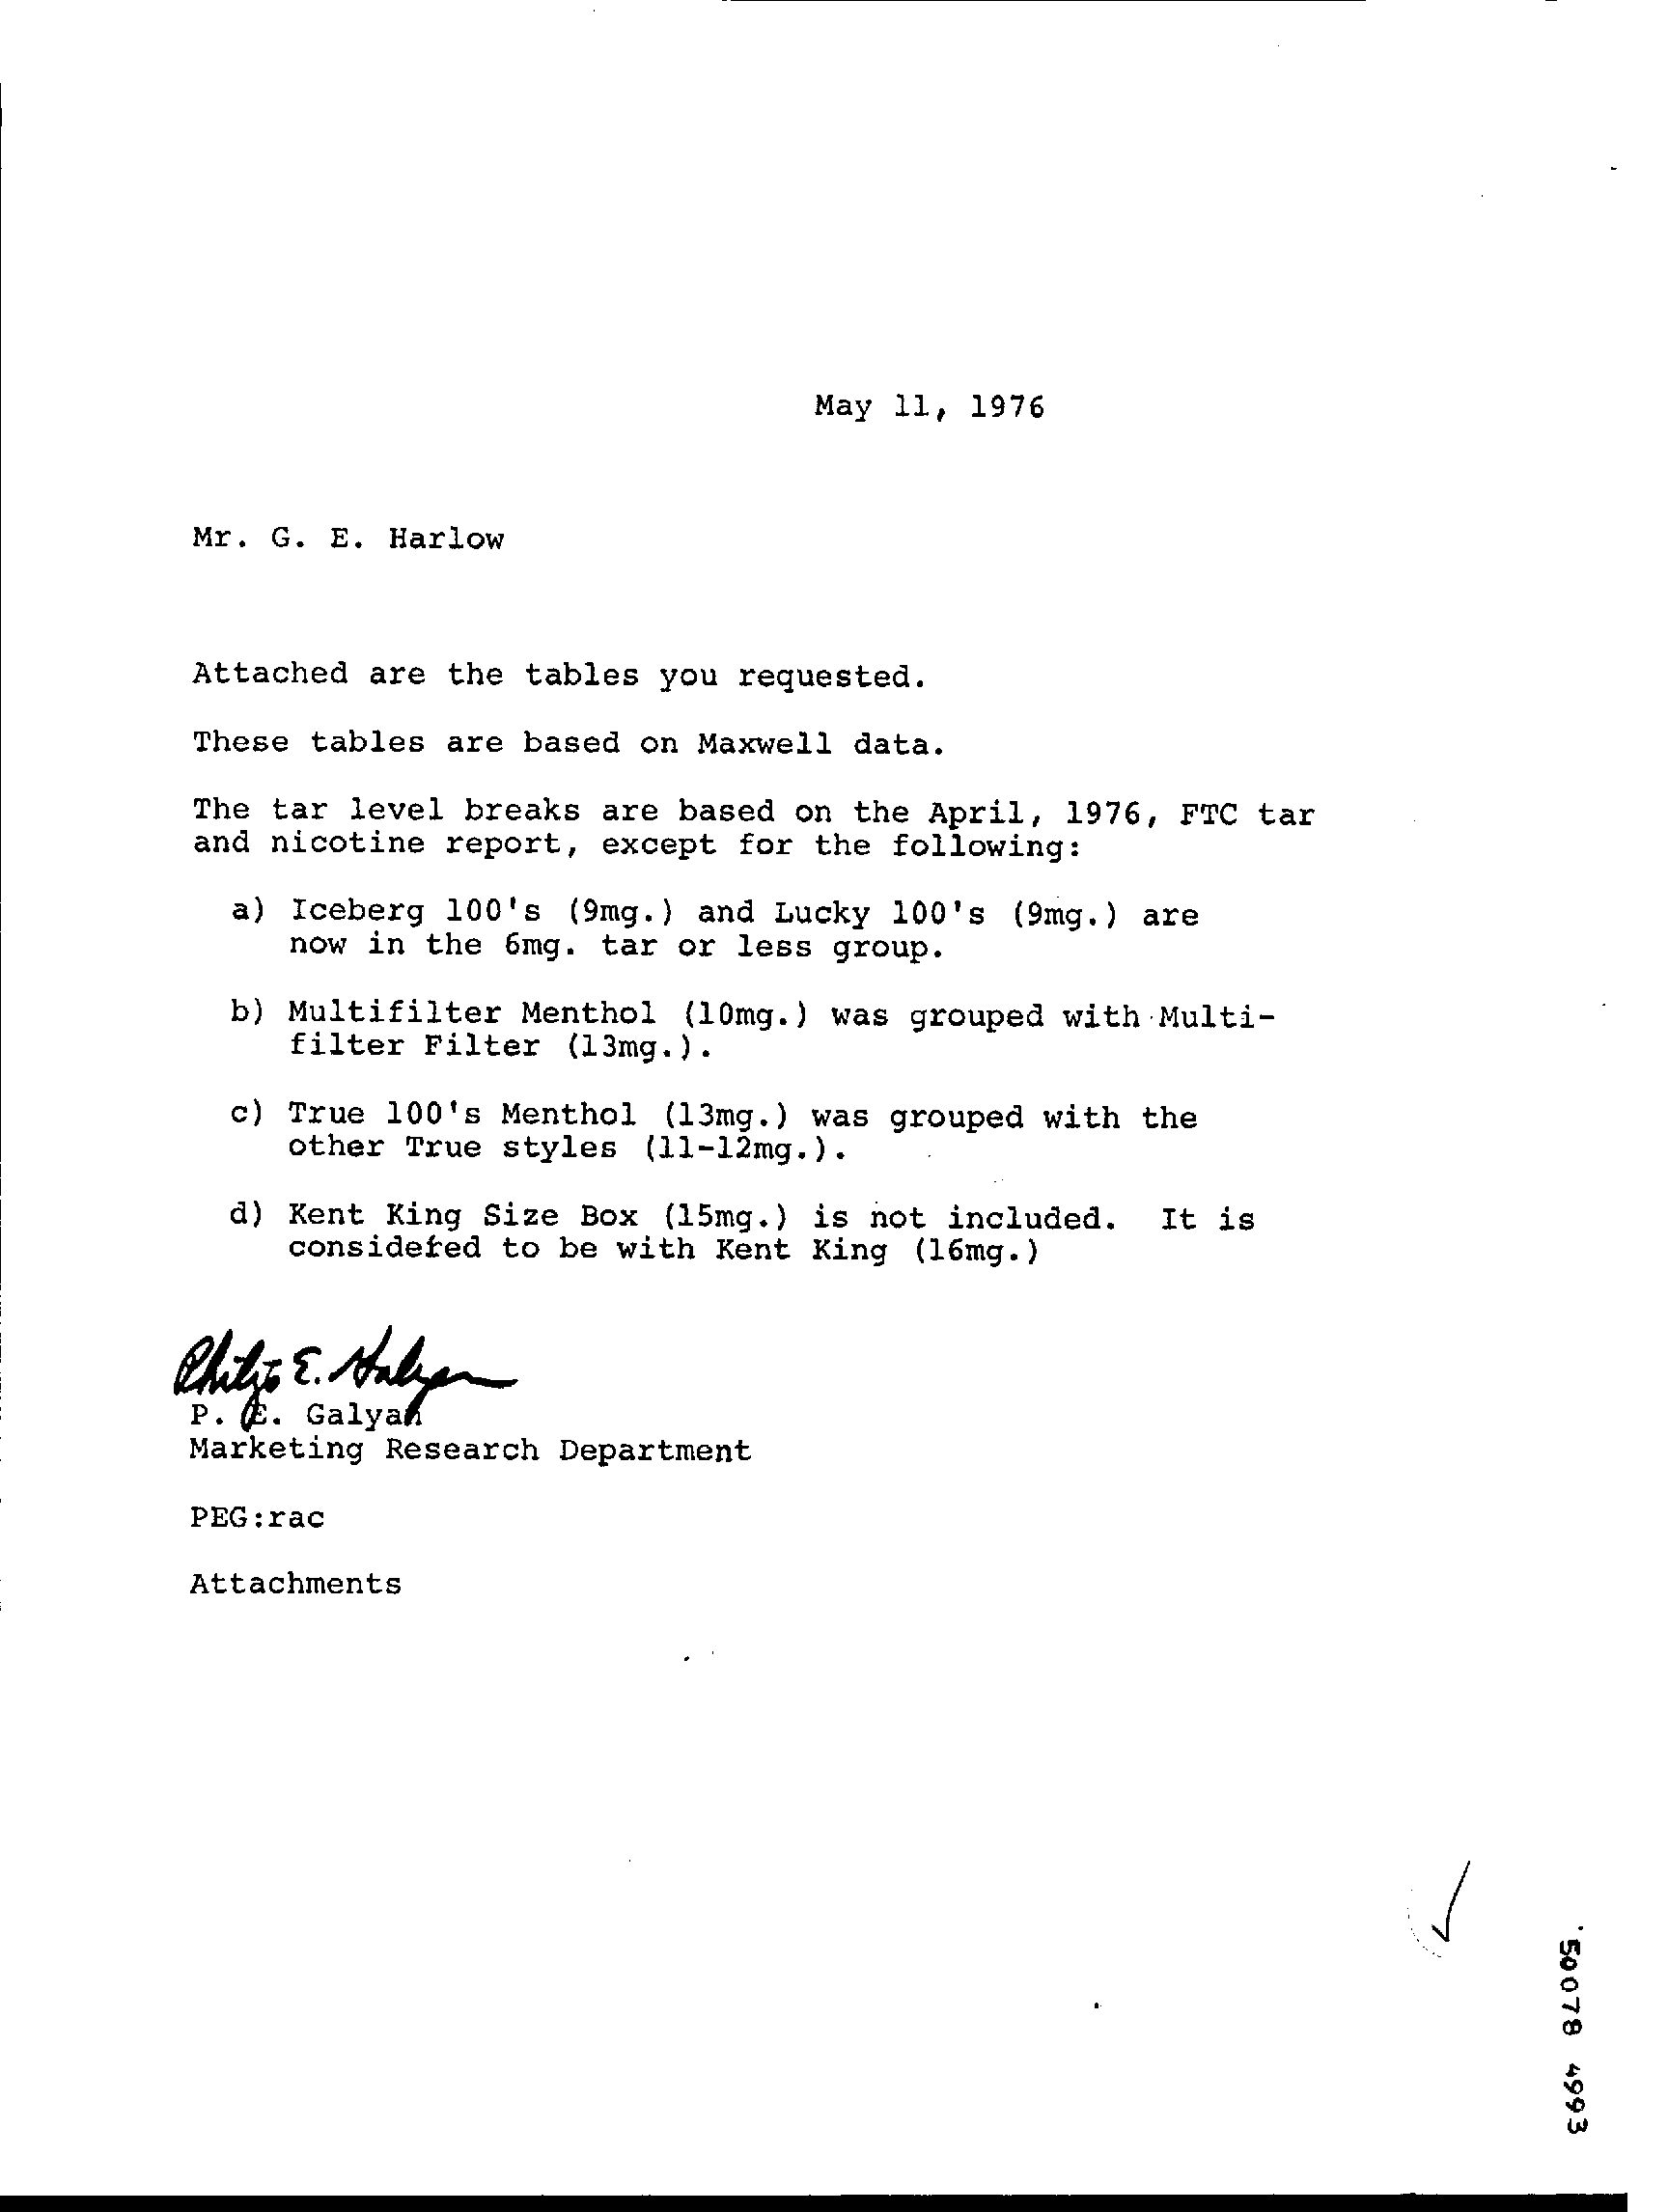 May 11, 1976
Mr. G. E. Harlow
Attached are the tables you requested.
These tables are based on Maxwell data.
The tar level breaks are based on the April, 1976, FTC tar
and nicotine report, except for the following:
a) Iceberg 100's (9mg.) and Lucky 100's (9mg.) are
now in the 6mg. tar or less group.
b) Multifilter Menthol (10mg.) was grouped with Multi-
filter Filter (13mg.).
c) True 100's Menthol (13mg.) was grouped with the
other True styles (11-12mg.).
d) Kent King Size Box (15mg.) is not included. It is
considered to be with Kent King (16mg.)
Philip E. Galyan
P. E. Galyan
Marketing Research Department
PEG:rac
Attachments
50078 4993